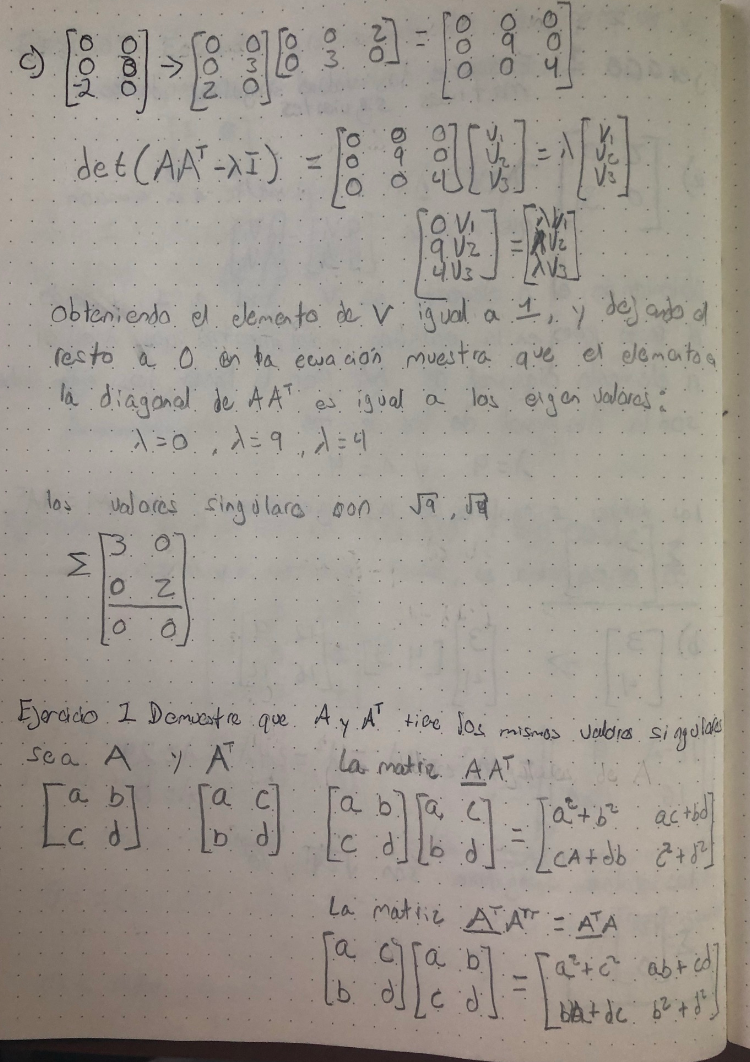 c) [0 0; 0 0; -2 0] → [0 0; 0 3; 2 0] [0 0 2; 0 3 0] = [0 0 0; 0 9 0; 0 0 4]
det(AAᵀ-λI) = [0 0 0; 0 9 0; 0 0 4] [V₁; V₂; V₃] = λ [V₁; V₂; V₃]
[0 V₁; 9 V₂; 4 V₃] = [λV₁; λV₂; λV₃]
obteniendo el elemento de V igual a 1, y dejando el
resto a 0 en la ecuación muestra que el elemento a
la diagonal de AAᵀ es igual a los eigen valores:
λ=0 , λ=9 , λ=4
los valores singulares son √9, √4
Σ [3 0; 0 2; 0 0]
Ejercicio 1 Demuestre que A y Aᵀ tiene los mismos valores singulares
sea A y Aᵀ La matriz AAᵀ
[a b; c d] [a c; b d] [a b; c d] [a c; b d] = [a²+b² ac+bd; cA+db c²+d²]
La matriz AᵀAᵀᵀ = AᵀA
[a c; b d] [a b; c d] = [a²+c² ab+cd; ba+dc b²+d²]